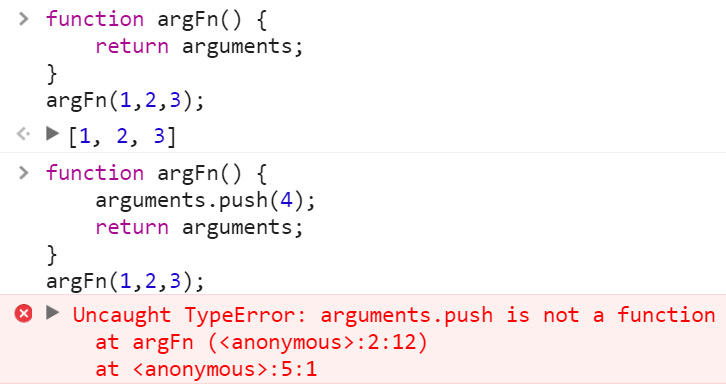 function argFn() {
    return arguments;
}
argFn(1,2,3);
[1, 2, 3]
function argFn() {
    arguments.push(4);
    return arguments;
}
argFn(1,2,3);
Uncaught TypeError: arguments.push is not a function
    at argFn (<anonymous>:2:12)
    at <anonymous>:5:1